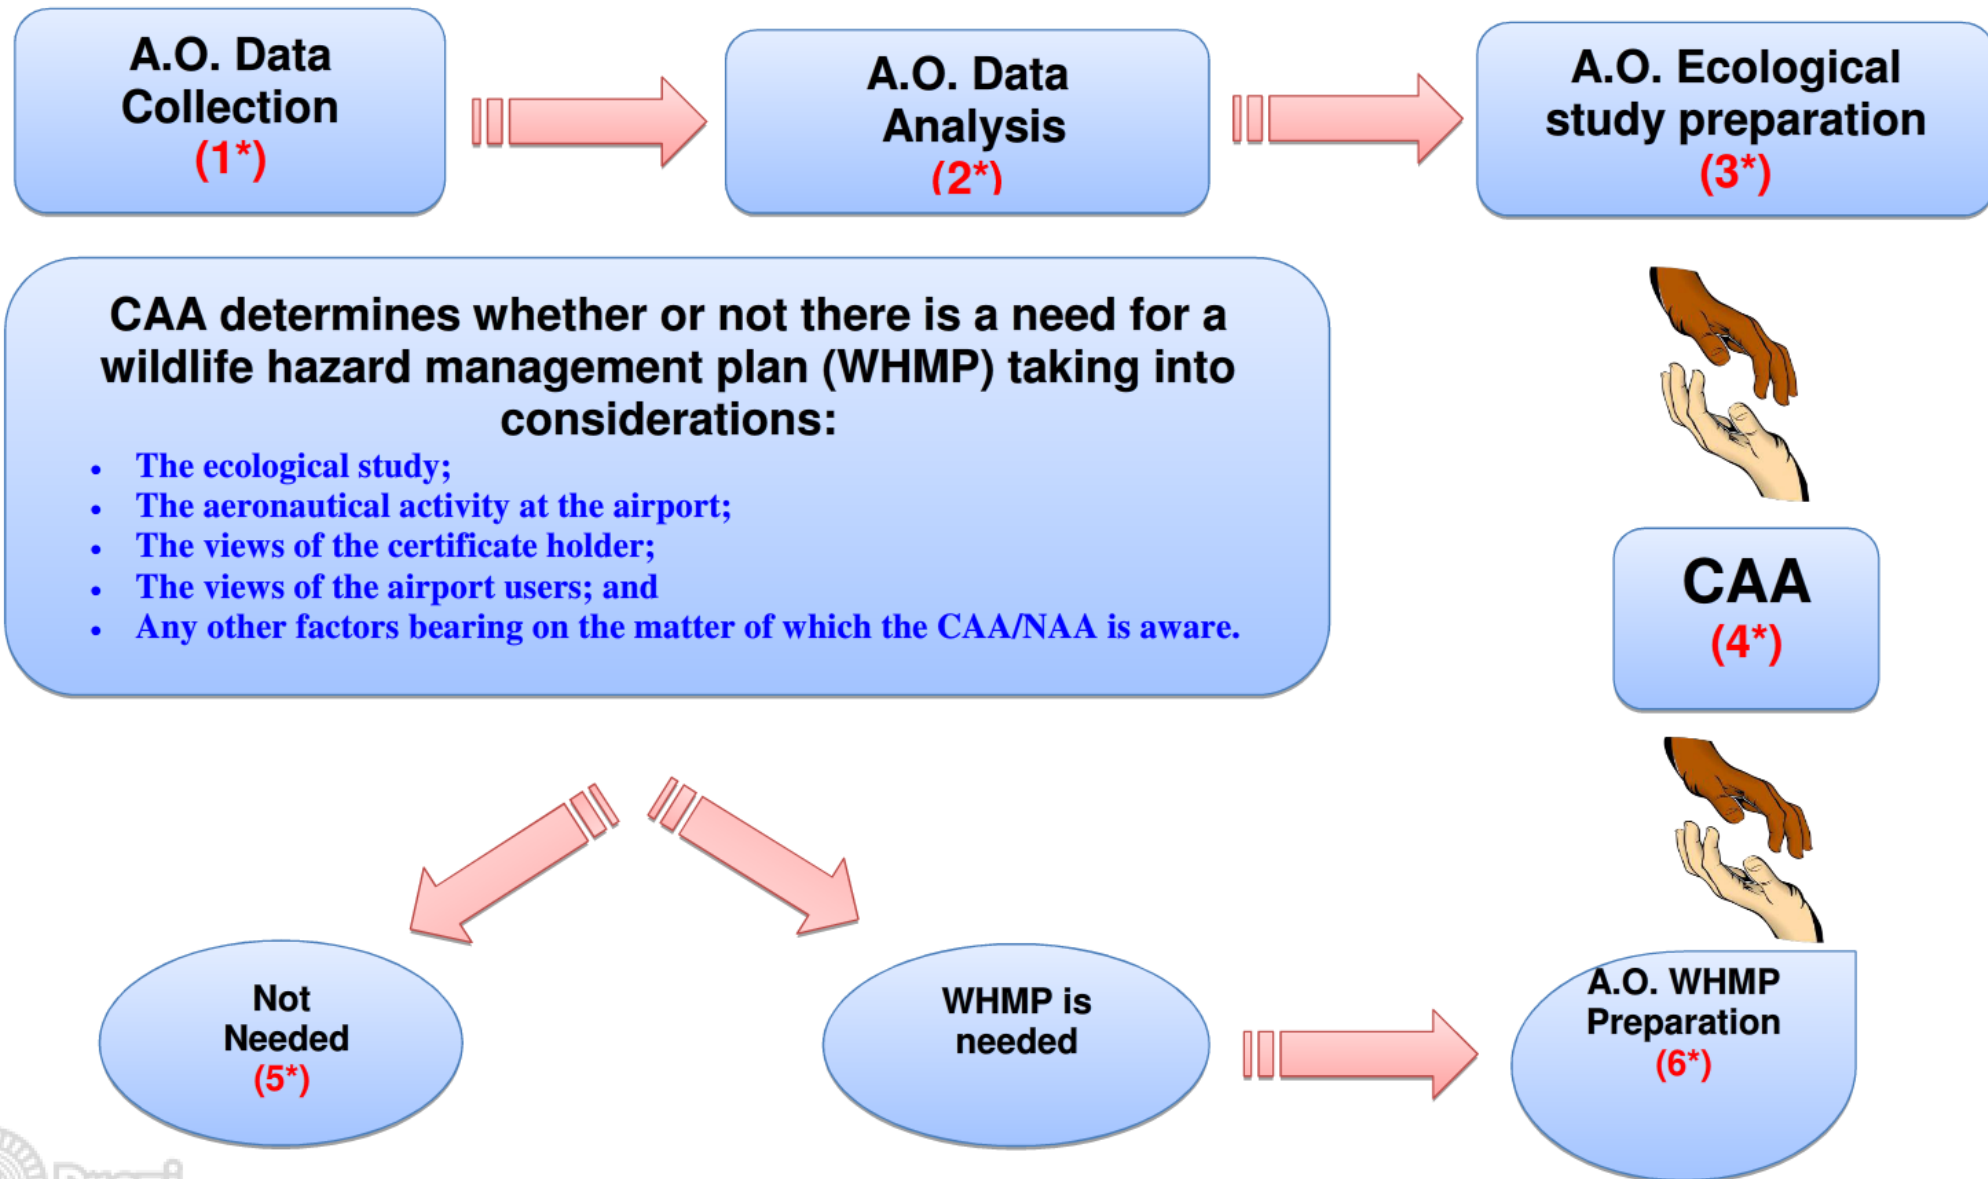 A.O. Data
Collection
(1*)
A.O. Data
Analysis
(2*)
A.O. Ecological
study preparation
(3*)
CAA determines whether or not there is a need for a
wildlife hazard management plan (WHMP) taking into
considerations:
• The ecological study;
• The aeronautical activity at the airport;
• The views of the certificate holder;
• The views of the airport users; and
• Any other factors bearing on the matter of which the CAA/NAA is aware.
CAA
(4*)
Not
Needed
(5*)
WHMP is
needed
A.O. WHMP
Preparation
(6*)